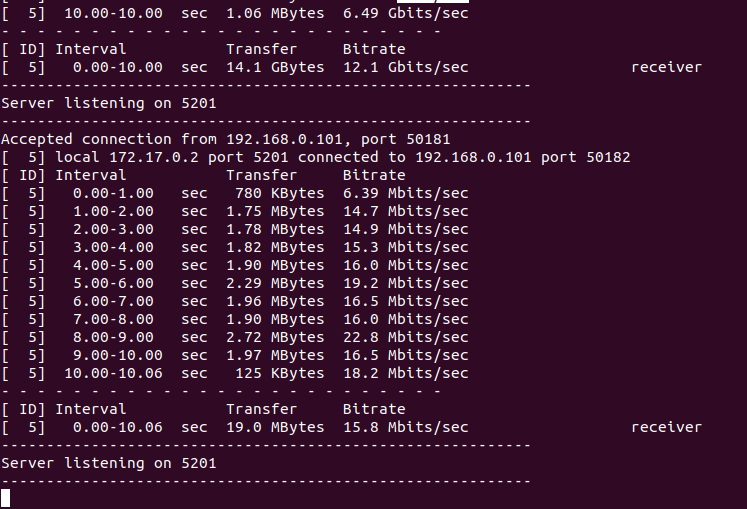 [  5]  10.00-10.00  sec  1.06 MBytes  6.49 Gbits/sec
- - - - - - - - - - - - - - - - - - - - - - - - -
[ ID] Interval           Transfer     Bitrate
[  5]   0.00-10.00  sec  14.1 GBytes  12.1 Gbits/sec                  receiver
-----------------------------------------------------------
Server listening on 5201
-----------------------------------------------------------
Accepted connection from 192.168.0.101, port 50181
[  5] local 172.17.0.2 port 5201 connected to 192.168.0.101 port 50182
[ ID] Interval           Transfer     Bitrate
[  5]   0.00-1.00   sec   780 KBytes  6.39 Mbits/sec
[  5]   1.00-2.00   sec  1.75 MBytes  14.7 Mbits/sec
[  5]   2.00-3.00   sec  1.78 MBytes  14.9 Mbits/sec
[  5]   3.00-4.00   sec  1.82 MBytes  15.3 Mbits/sec
[  5]   4.00-5.00   sec  1.90 MBytes  16.0 Mbits/sec
[  5]   5.00-6.00   sec  2.29 MBytes  19.2 Mbits/sec
[  5]   6.00-7.00   sec  1.96 MBytes  16.5 Mbits/sec
[  5]   7.00-8.00   sec  1.90 MBytes  16.0 Mbits/sec
[  5]   8.00-9.00   sec  2.72 MBytes  22.8 Mbits/sec
[  5]   9.00-10.00  sec  1.97 MBytes  16.5 Mbits/sec
[  5]  10.00-10.06  sec   125 KBytes  18.2 Mbits/sec
- - - - - - - - - - - - - - - - - - - - - - - - -
[ ID] Interval           Transfer     Bitrate
[  5]   0.00-10.06  sec  19.0 MBytes  15.8 Mbits/sec                  receiver
-----------------------------------------------------------
Server listening on 5201
-----------------------------------------------------------